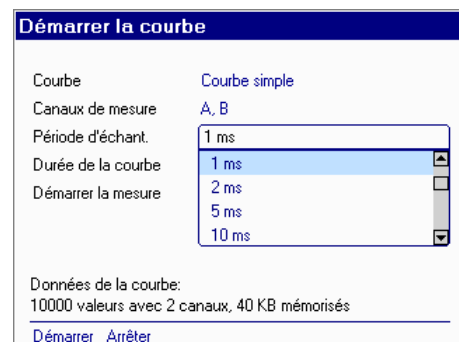 Démarrer la courbe
Courbe Courbe simple
Canaux de mesure A, B
Période d'échant. 1 ms
Durée de la courbe 1 ms
Démarrer la mesure 2 ms
5 ms
10 ms
Données de la courbe:
10000 valeurs avec 2 canaux, 40 KB mémorisés
Démarrer Arrêter